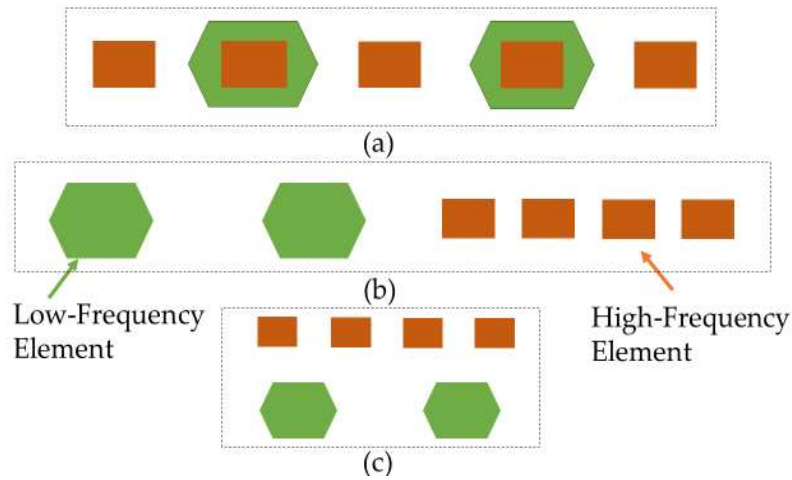 (a)
(b)
Low-Frequency
Element
High-Frequency
Element
(c)